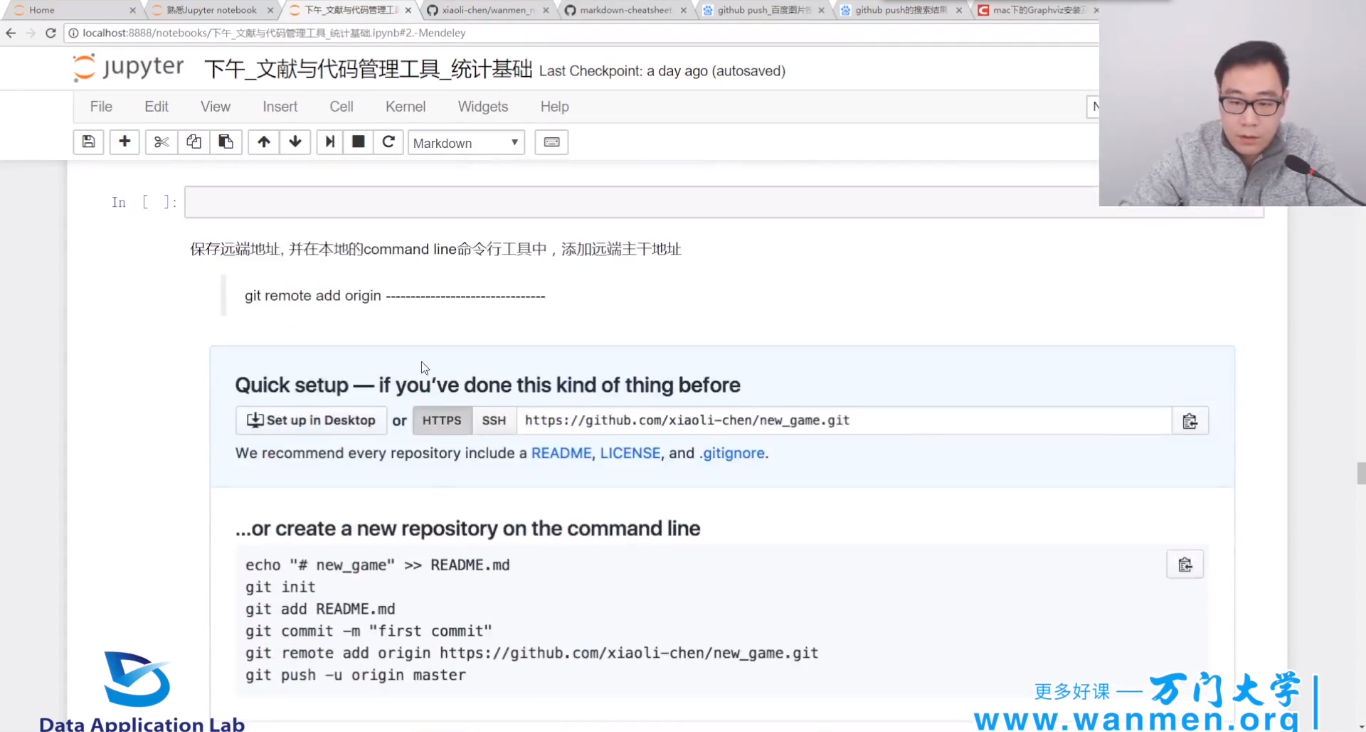 Home
熟悉Jupyter notebook
下午_文献与代码管理工具
xiaoli-chen/wanmen_n
markdown-cheatsheet
github push_百度图片
github push的搜索结果
mac下的Graphviz安装
localhost:8888/notebooks/下午_文献与代码管理工具_统计基础.ipynb#2.-Mendeley
jupyter
下午_文献与代码管理工具_统计基础 Last Checkpoint: a day ago (autosaved)
File Edit View Insert Cell Kernel Widgets Help
Markdown
In [ ]:
保存远端地址, 并在本地的command line命令行工具中，添加远端主干地址
git remote add origin --------------------------------
Quick setup — if you’ve done this kind of thing before
Set up in Desktop or HTTPS SSH https://github.com/xiaoli-chen/new_game.git
We recommend every repository include a README, LICENSE, and .gitignore.
…or create a new repository on the command line
echo "# new_game" >> README.md
git init
git add README.md
git commit -m "first commit"
git remote add origin https://github.com/xiaoli-chen/new_game.git
git push -u origin master
Data Application Lab
更多好课 — 万门大学
www.wanmen.org